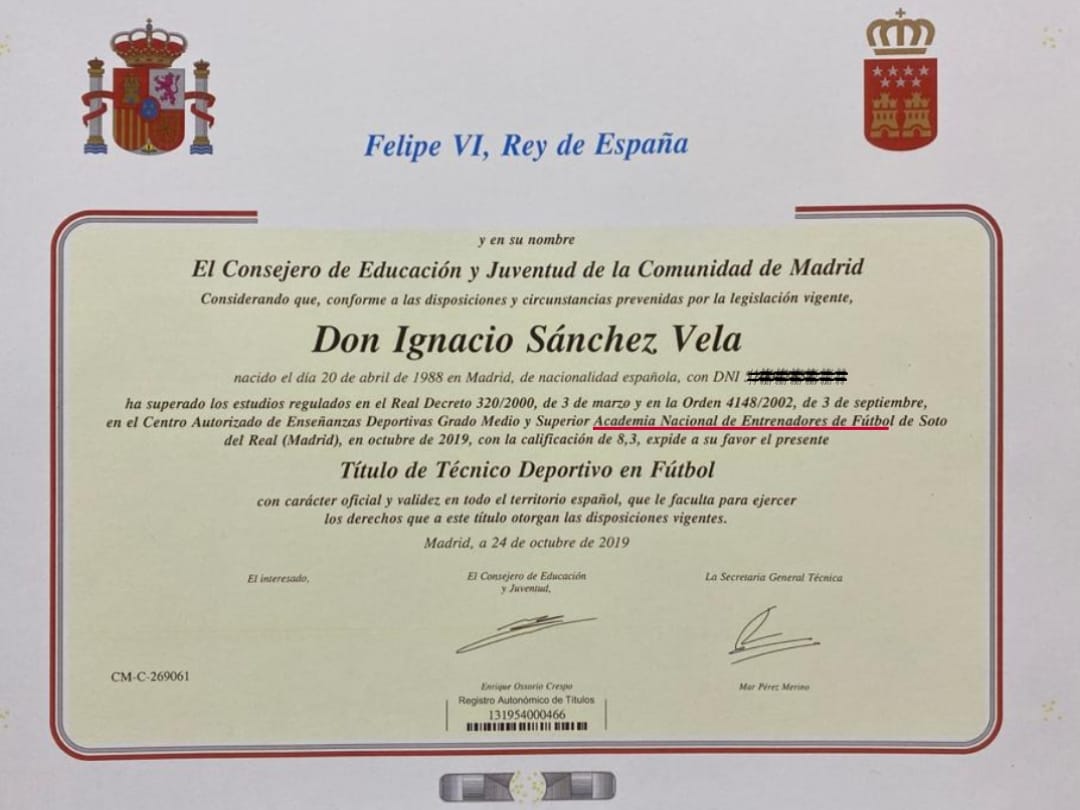 Felipe VI, Rey de España
y en su nombre
El Consejero de Educación y Juventud de la Comunidad de Madrid
Considerando que, conforme a las disposiciones y circunstancias prevenidas por la legislación vigente,
Don Ignacio Sánchez Vela
nacido el día 20 de abril de 1988 en Madrid, de nacionalidad española, con DNI
ha superado los estudios regulados en el Real Decreto 320/2000, de 3 de marzo y en la Orden 4148/2002, de 3 de septiembre,
en el Centro Autorizado de Enseñanzas Deportivas Grado Medio y Superior Academia Nacional de Entrenadores de Fútbol de Soto
del Real (Madrid), en octubre de 2019, con la calificación de 8,3, expide a su favor el presente
Título de Técnico Deportivo en Fútbol
con carácter oficial y validez en todo el territorio español, que le faculta para ejercer
los derechos que a este título otorgan las disposiciones vigentes.
Madrid, a 24 de octubre de 2019
El interesado,
El Consejero de Educación
y Juventud,
La Secretaria General Técnica
CM-C-269061
Enrique Ossorio Crespo
Mar Pérez Merino
Registro Autonómico de Títulos
131954000466